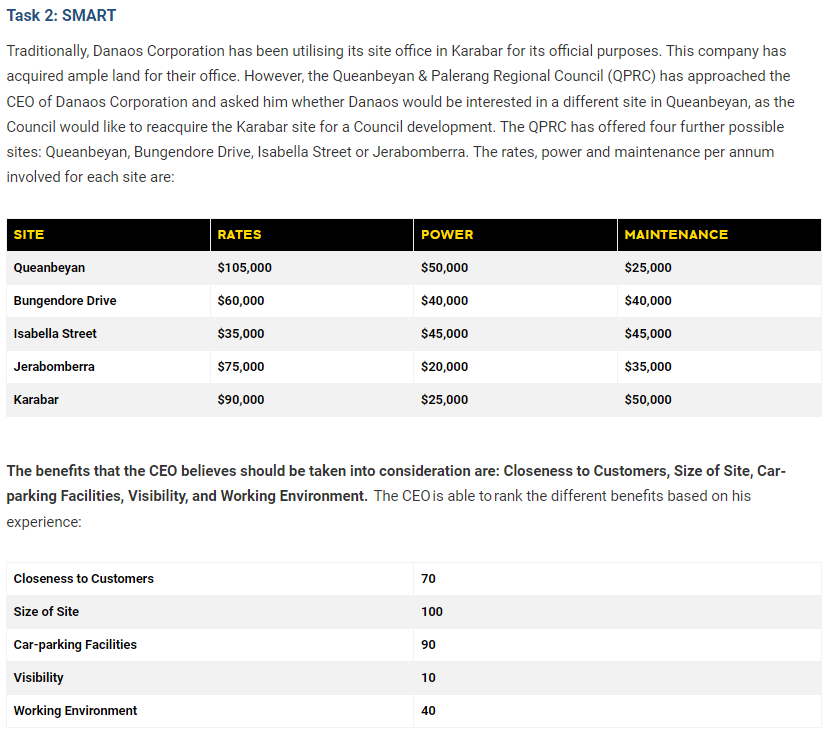 Task 2: SMART
Traditionally, Danaos Corporation has been utilising its site office in Karabar for its official purposes. This company has
acquired ample land for their office. However, the Queanbeyan & Palerang Regional Council (QPRC) has approached the
CEO of Danaos Corporation and asked him whether Danaos would be interested in a different site in Queanbeyan, as the
Council would like to reacquire the Karabar site for a Council development. The QPRC has offered four further possible
sites: Queanbeyan, Bungendore Drive, Isabella Street or Jerabomberra. The rates, power and maintenance per annum
involved for each site are:
SITE RATES POWER MAINTENANCE
Queanbeyan $105,000 $50,000 $25,000
Bungendore Drive $60,000 $40,000 $40,000
Isabella Street $35,000 $45,000 $45,000
Jerabomberra $75,000 $20,000 $35,000
Karabar $90,000 $25,000 $50,000
The benefits that the CEO believes should be taken into consideration are: Closeness to Customers, Size of Site, Car-
parking Facilities, Visibility, and Working Environment. The CEO is able to rank the different benefits based on his
experience:
Closeness to Customers 70
Size of Site 100
Car-parking Facilities 90
Visibility 10
Working Environment 40